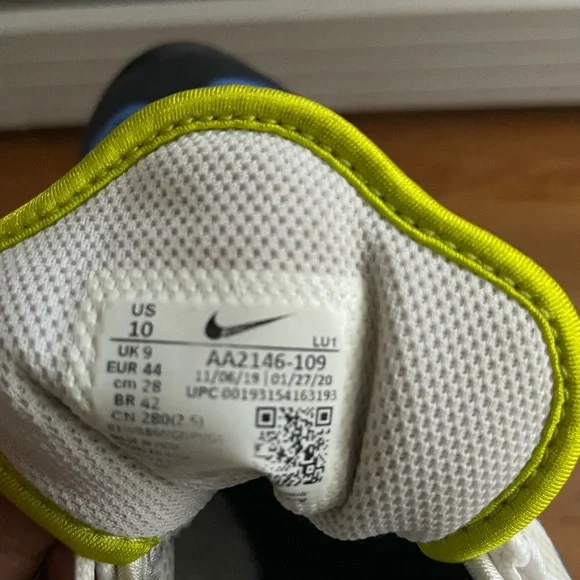 US
10
LU1
UK 9
AA2146-109
EUR 44
11/06/19 | 01/27/20
cm 28
UPC 00193154163193
BR 42
CN 280(2.5)